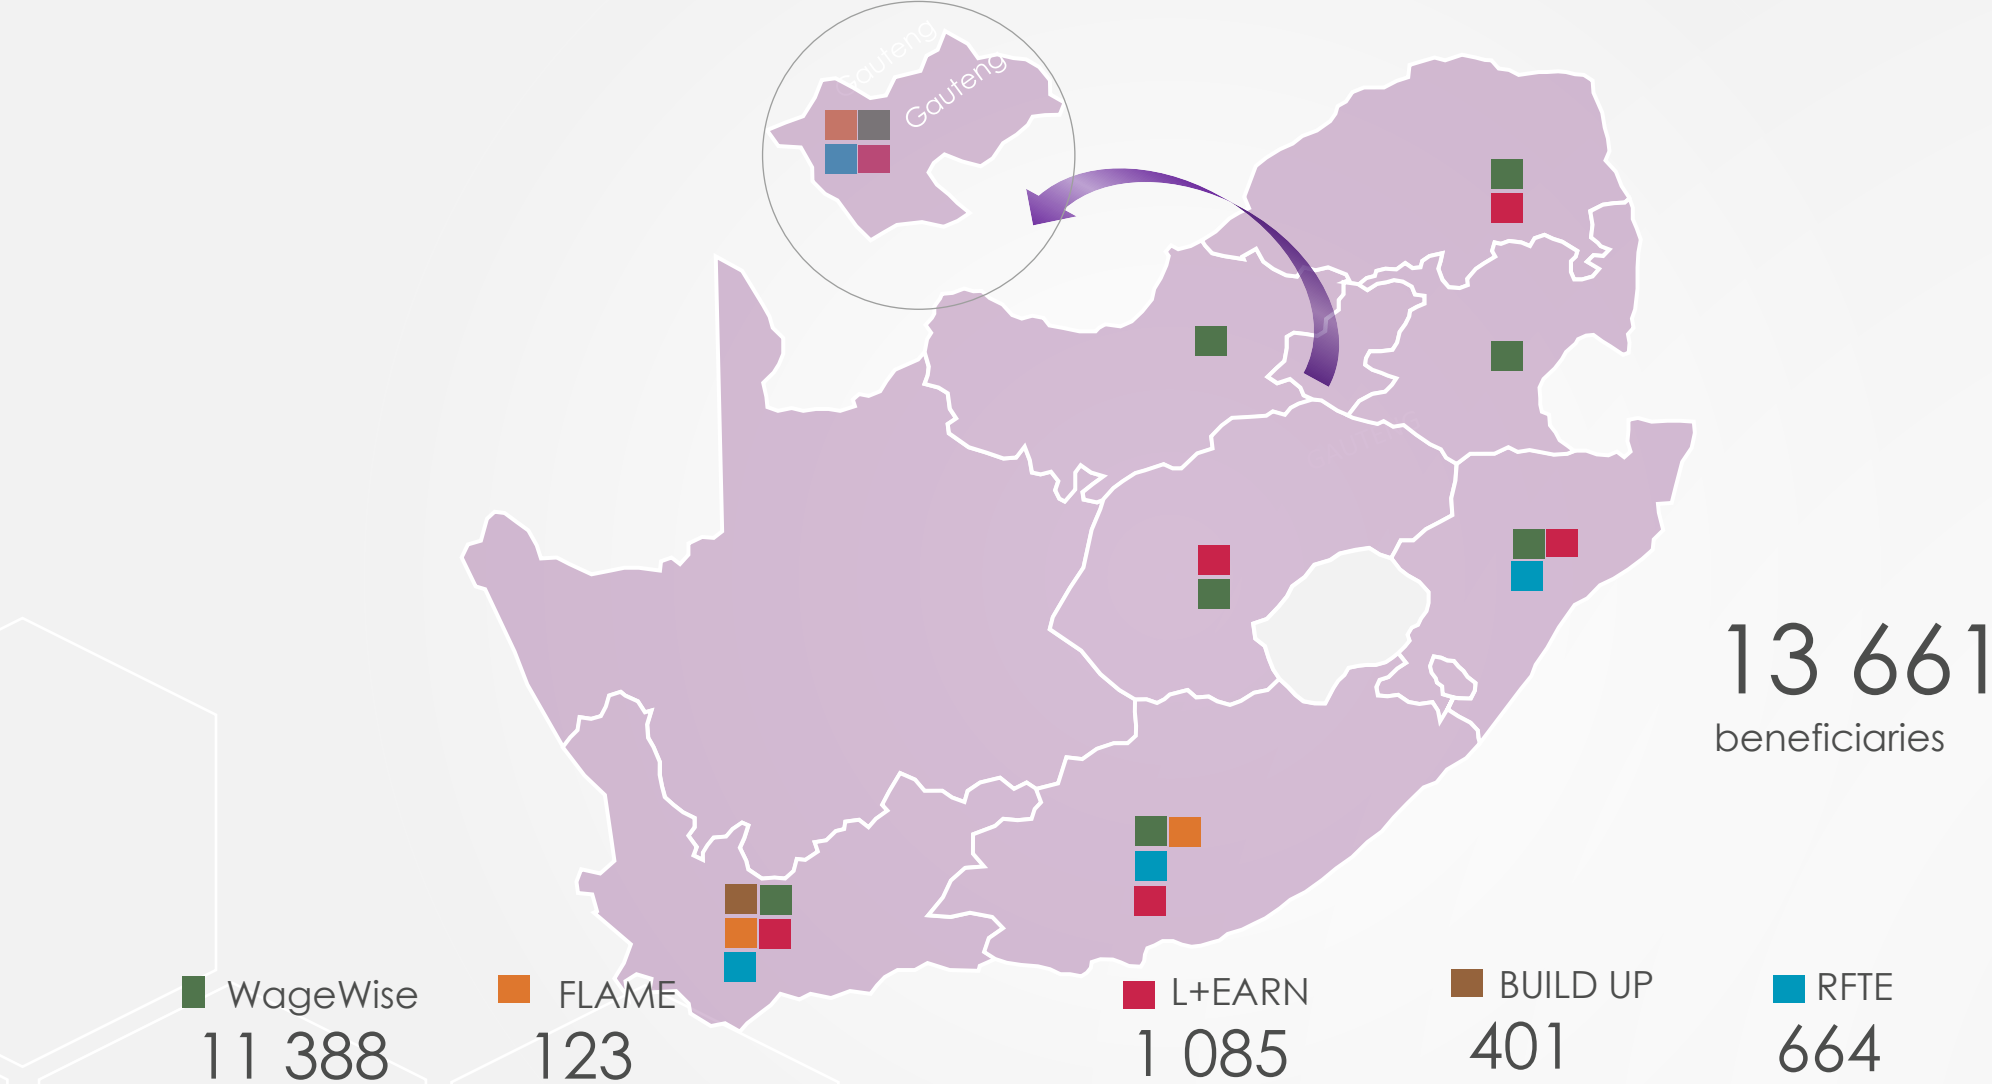 Gauteng
Gauteng
13 661
beneficiaries
WageWise
11 388
FLAME
123
L+EARN
1 085
BUILD UP
401
RFTE
664